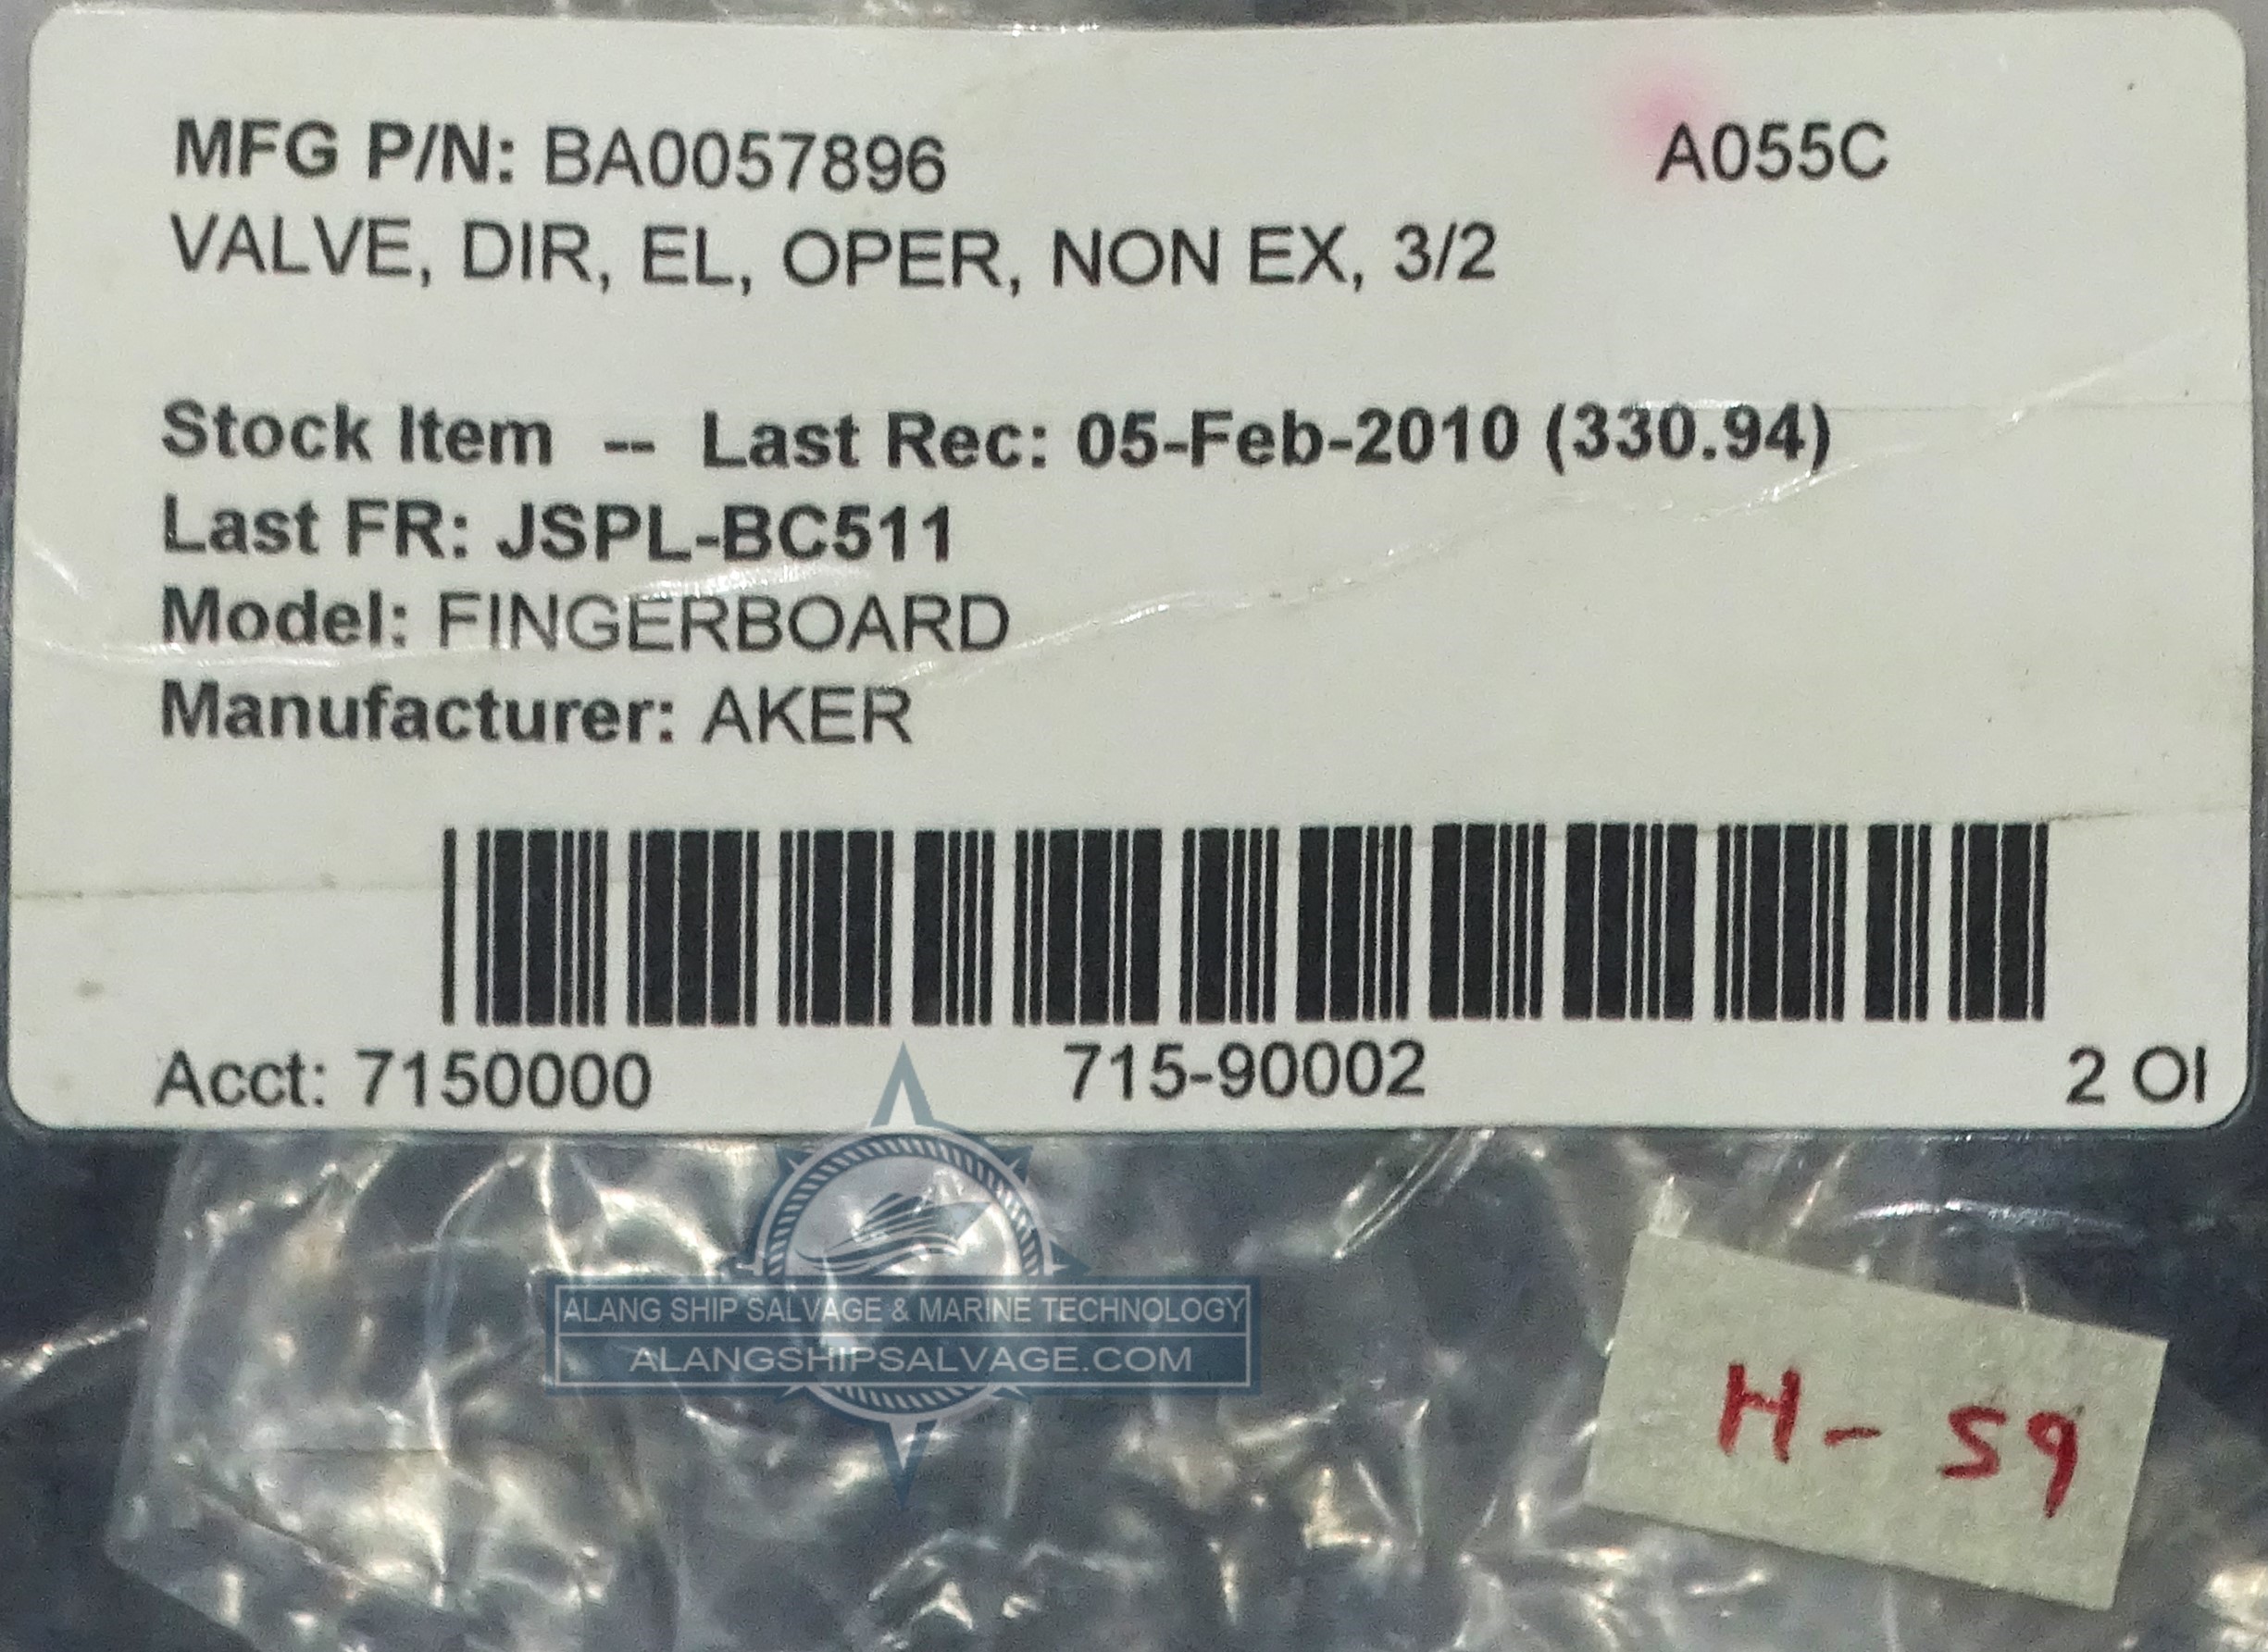 MFG P/N: BA0057896 A055C
VALVE, DIR, EL, OPER, NON EX, 3/2
Stock Item -- Last Rec: 05-Feb-2010 (330.94)
Last FR: JSPL-BC511
Model: FINGERBOARD
Manufacturer: AKER
Acct: 7150000 715-90002 2 OI
ALANG SHIP SALVAGE & MARINE TECHNOLOGY
ALANGSHIPSALVAGE.COM
H-59